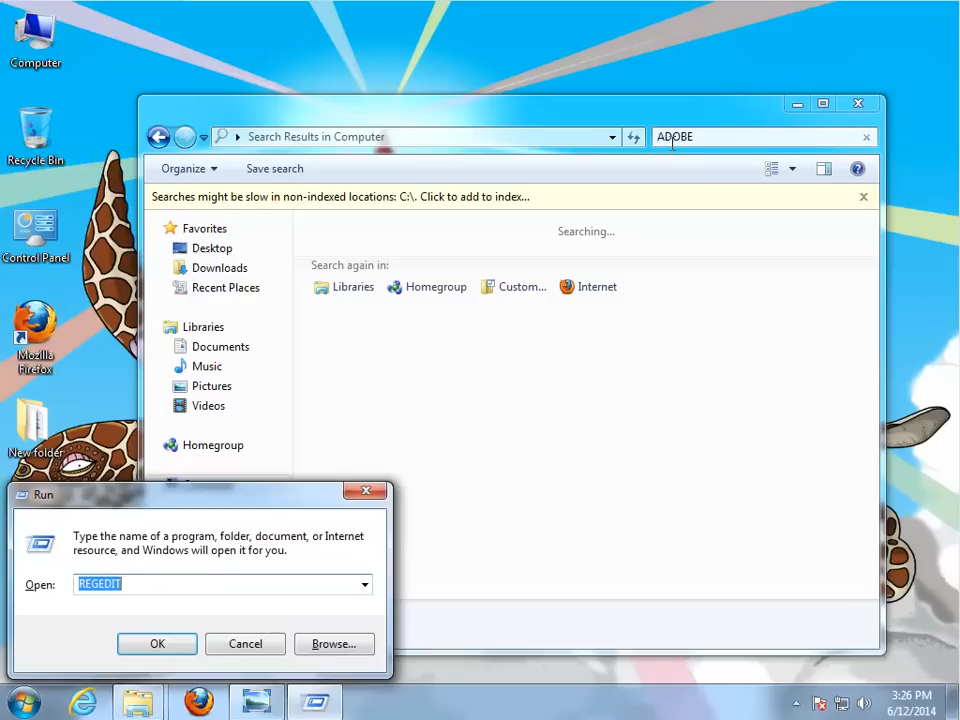 Computer
Recycle Bin
Control Panel
Mozilla
Firefox
New folder
Search Results in Computer
ADOBE
Organize
Save search
Searches might be slow in non-indexed locations: C:\. Click to add to index...
Favorites
Desktop
Downloads
Recent Places
Libraries
Documents
Music
Pictures
Videos
Homegroup
Searching...
Search again in:
Libraries
Homegroup
Custom...
Internet
Run
Type the name of a program, folder, document, or Internet
resource, and Windows will open it for you.
Open:
REGEDIT
OK
Cancel
Browse...
3:26 PM
6/12/2014